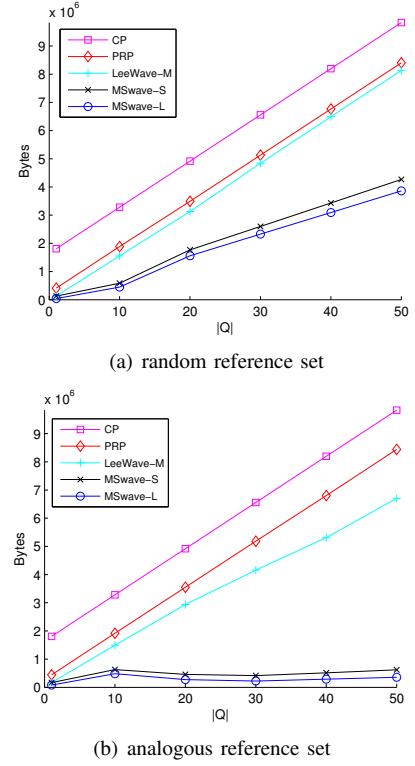 x 10^6
CP
PRP
LeeWave-M
MSwave-S
MSwave-L
Bytes
9
8
7
6
5
4
3
2
1
0
0 10 20 30 40 50
|Q|
(a) random reference set
x 10^6
CP
PRP
LeeWave-M
MSwave-S
MSwave-L
Bytes
9
8
7
6
5
4
3
2
1
0
0 10 20 30 40 50
|Q|
(b) analogous reference set